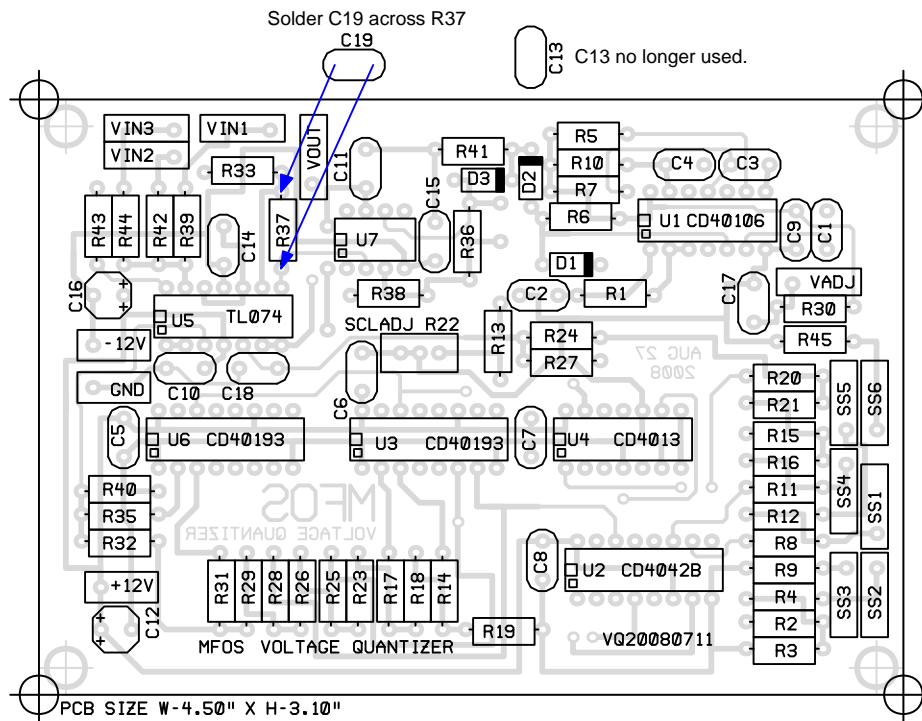 Solder C19 across R37
C19
C13
C13 no longer used.
VIN3
VIN1
VIN2
R33
VOUT
C11
R41
D3
D2
R5
R10
R7
R6
C4
C3
R43
R44
R42
R39
C14
R37
U7
C15
R36
U1 CD40106
C9
C1
C16
D1
C17
VADJ
R38
C2
R1
R30
U5
TL074
SCLADJ R22
R13
R24
R27
R45
-12V
AUG 27
2008
GND
C10
C18
C6
R20
R21
SS5
SS6
C5
U6 CD40193
U3 CD40193
C7
U4 CD4013
R15
R16
SS4
R40
R35
R32
MFOS
VOLTAGE QUANTIZER
R11
R12
SS1
R8
C8
U2 CD4042B
R9
SS3
SS2
+12V
R31
R29
R28
R26
R25
R23
R17
R18
R14
R4
C12
R19
R2
MFOS VOLTAGE QUANTIZER
VQ20080711
R3
PCB SIZE W-4.50" X H-3.10"